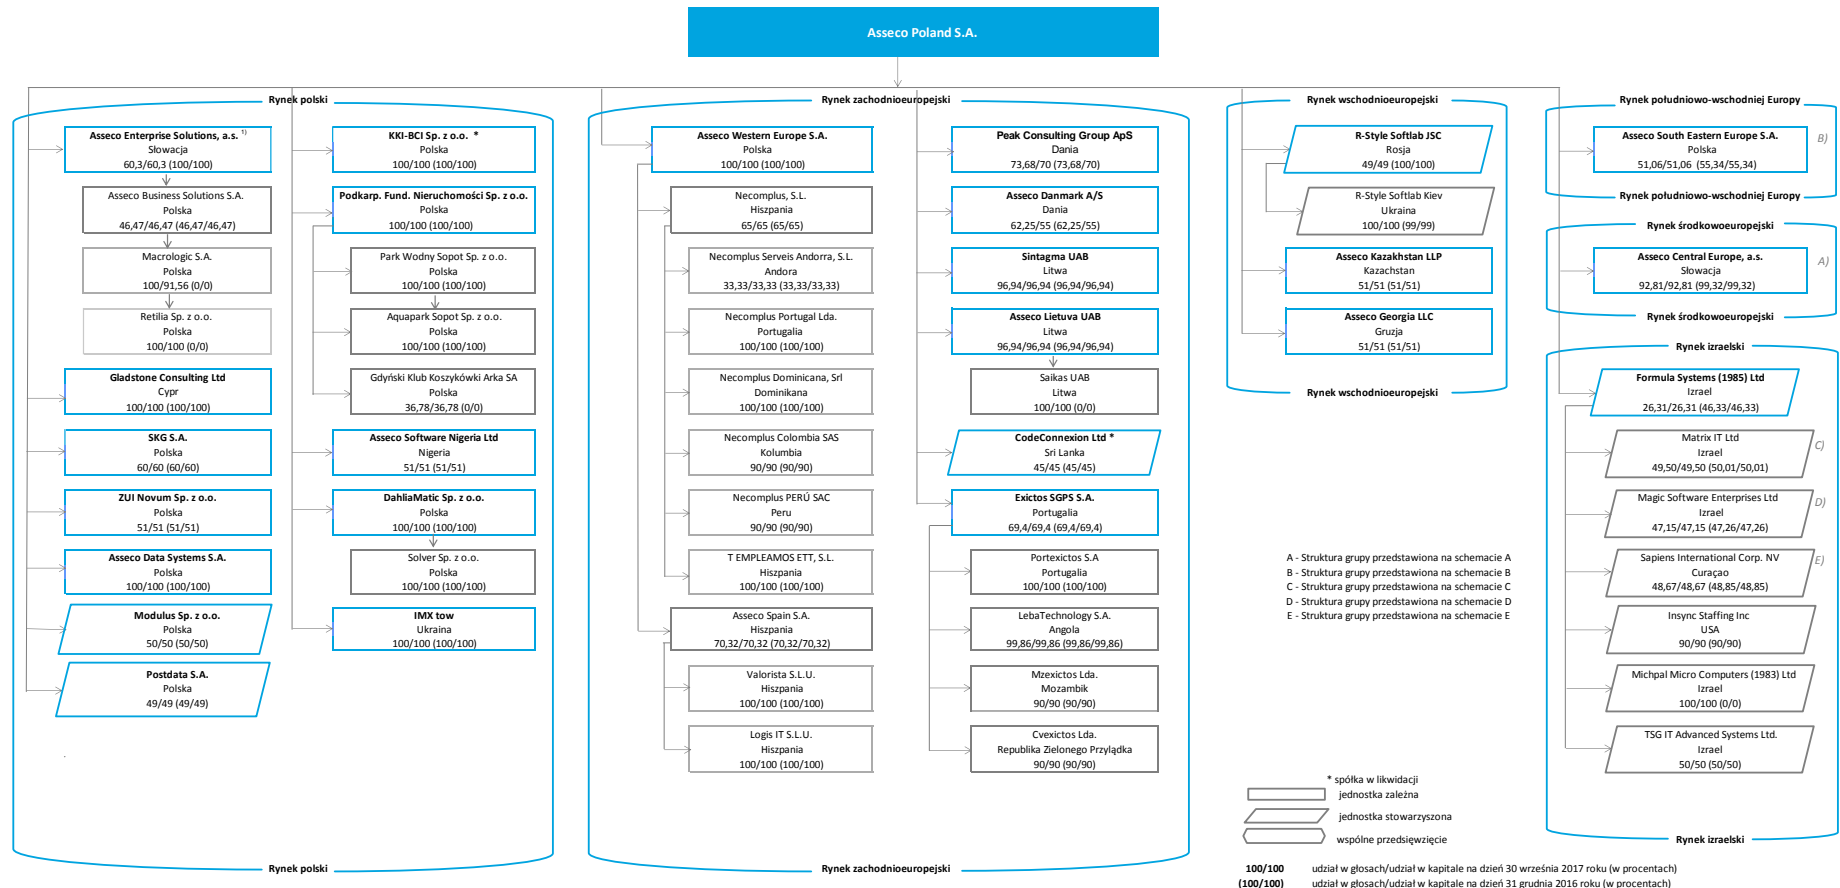 Asseco Poland S.A.
Rynek polski
Asseco Enterprise Solutions, a.s. 1)
Słowacja
60,3/60,3 (100/100)
Asseco Business Solutions S.A.
Polska
46,47/46,47 (46,47/46,47)
Macrologic S.A.
Polska
100/91,56 (0/0)
Retilia Sp. z o.o.
Polska
100/100 (0/0)
Gladstone Consulting Ltd
Cypr
100/100 (100/100)
SKG S.A.
Polska
60/60 (60/60)
ZUI Novum Sp. z o.o.
Polska
51/51 (51/51)
Asseco Data Systems S.A.
Polska
100/100 (100/100)
Modulus Sp. z o.o.
Polska
50/50 (50/50)
Postdata S.A.
Polska
49/49 (49/49)
KKI-BCI Sp. z o.o. *
Polska
100/100 (100/100)
Podkarp. Fund. Nieruchomości Sp. z o.o.
Polska
100/100 (100/100)
Park Wodny Sopot Sp. z o.o.
Polska
100/100 (100/100)
Aquapark Sopot Sp. z o.o.
Polska
100/100 (100/100)
Gdyński Klub Koszykówki Arka SA
Polska
36,78/36,78 (0/0)
Asseco Software Nigeria Ltd
Nigeria
51/51 (51/51)
DahliaMatic Sp. z o.o.
Polska
100/100 (100/100)
Solver Sp. z o.o.
Polska
100/100 (100/100)
IMX tow
Ukraina
100/100 (100/100)
Rynek polski
Rynek zachodnioeuropejski
Asseco Western Europe S.A.
Polska
100/100 (100/100)
Necomplus, S.L.
Hiszpania
65/65 (65/65)
Necomplus Serveis Andorra, S.L.
Andora
33,33/33,33 (33,33/33,33)
Necomplus Portugal Lda.
Portugalia
100/100 (100/100)
Necomplus Dominicana, Srl
Dominikana
100/100 (100/100)
Necomplus Colombia SAS
Kolumbia
90/90 (90/90)
Necomplus PERÚ SAC
Peru
90/90 (90/90)
T EMPLEAMOS ETT, S.L.
Hiszpania
100/100 (100/100)
Asseco Spain S.A.
Hiszpania
70,32/70,32 (70,32/70,32)
Valorista S.L.U.
Hiszpania
100/100 (100/100)
Logis IT S.L.U.
Hiszpania
100/100 (100/100)
Peak Consulting Group ApS
Dania
73,68/70 (73,68/70)
Asseco Danmark A/S
Dania
62,25/55 (62,25/55)
Sintagma UAB
Litwa
96,94/96,94 (96,94/96,94)
Asseco Lietuva UAB
Litwa
96,94/96,94 (96,94/96,94)
Saikas UAB
Litwa
100/100 (0/0)
CodeConnexion Ltd *
Sri Lanka
45/45 (45/45)
Exictos SGPS S.A.
Portugalia
69,4/69,4 (69,4/69,4)
Portexictos S.A
Portugalia
100/100 (100/100)
LebaTechnology S.A.
Angola
99,86/99,86 (99,86/99,86)
Mzexictos Lda.
Mozambik
90/90 (90/90)
Cvexictos Lda.
Republika Zielonego Przylądka
90/90 (90/90)
Rynek zachodnioeuropejski
Rynek wschodnioeuropejski
R-Style Softlab JSC
Rosja
49/49 (100/100)
R-Style Softlab Kiev
Ukraina
100/100 (99/99)
Asseco Kazakhstan LLP
Kazachstan
51/51 (51/51)
Asseco Georgia LLC
Gruzja
51/51 (51/51)
Rynek wschodnioeuropejski
Rynek południowo-wschodniej Europy
Asseco South Eastern Europe S.A.
Polska
51,06/51,06 (55,34/55,34)
B)
Rynek południowo-wschodniej Europy
Rynek środkowoeuropejski
Asseco Central Europe, a.s.
Słowacja
92,81/92,81 (99,32/99,32)
A)
Rynek środkowoeuropejski
Rynek izraelski
Formula Systems (1985) Ltd
Izrael
26,31/26,31 (46,33/46,33)
Matrix IT Ltd
Izrael
49,50/49,50 (50,01/50,01)
C)
Magic Software Enterprises Ltd
Izrael
47,15/47,15 (47,26/47,26)
D)
Sapiens International Corp. NV
Curaçao
48,67/48,67 (48,85/48,85)
E)
Insync Staffing Inc
USA
90/90 (90/90)
Michpal Micro Computers (1983) Ltd
Izrael
100/100 (0/0)
TSG IT Advanced Systems Ltd.
Izrael
50/50 (50/50)
Rynek izraelski
A - Struktura grupy przedstawiona na schemacie A
B - Struktura grupy przedstawiona na schemacie B
C - Struktura grupy przedstawiona na schemacie C
D - Struktura grupy przedstawiona na schemacie D
E - Struktura grupy przedstawiona na schemacie E
* spółka w likwidacji
jednostka zależna
jednostka stowarzyszona
wspólne przedsięwzięcie
100/100 udział w głosach/udział w kapitale na dzień 30 września 2017 roku (w procentach)
(100/100) udział w głosach/udział w kapitale na dzień 31 grudnia 2016 roku (w procentach)